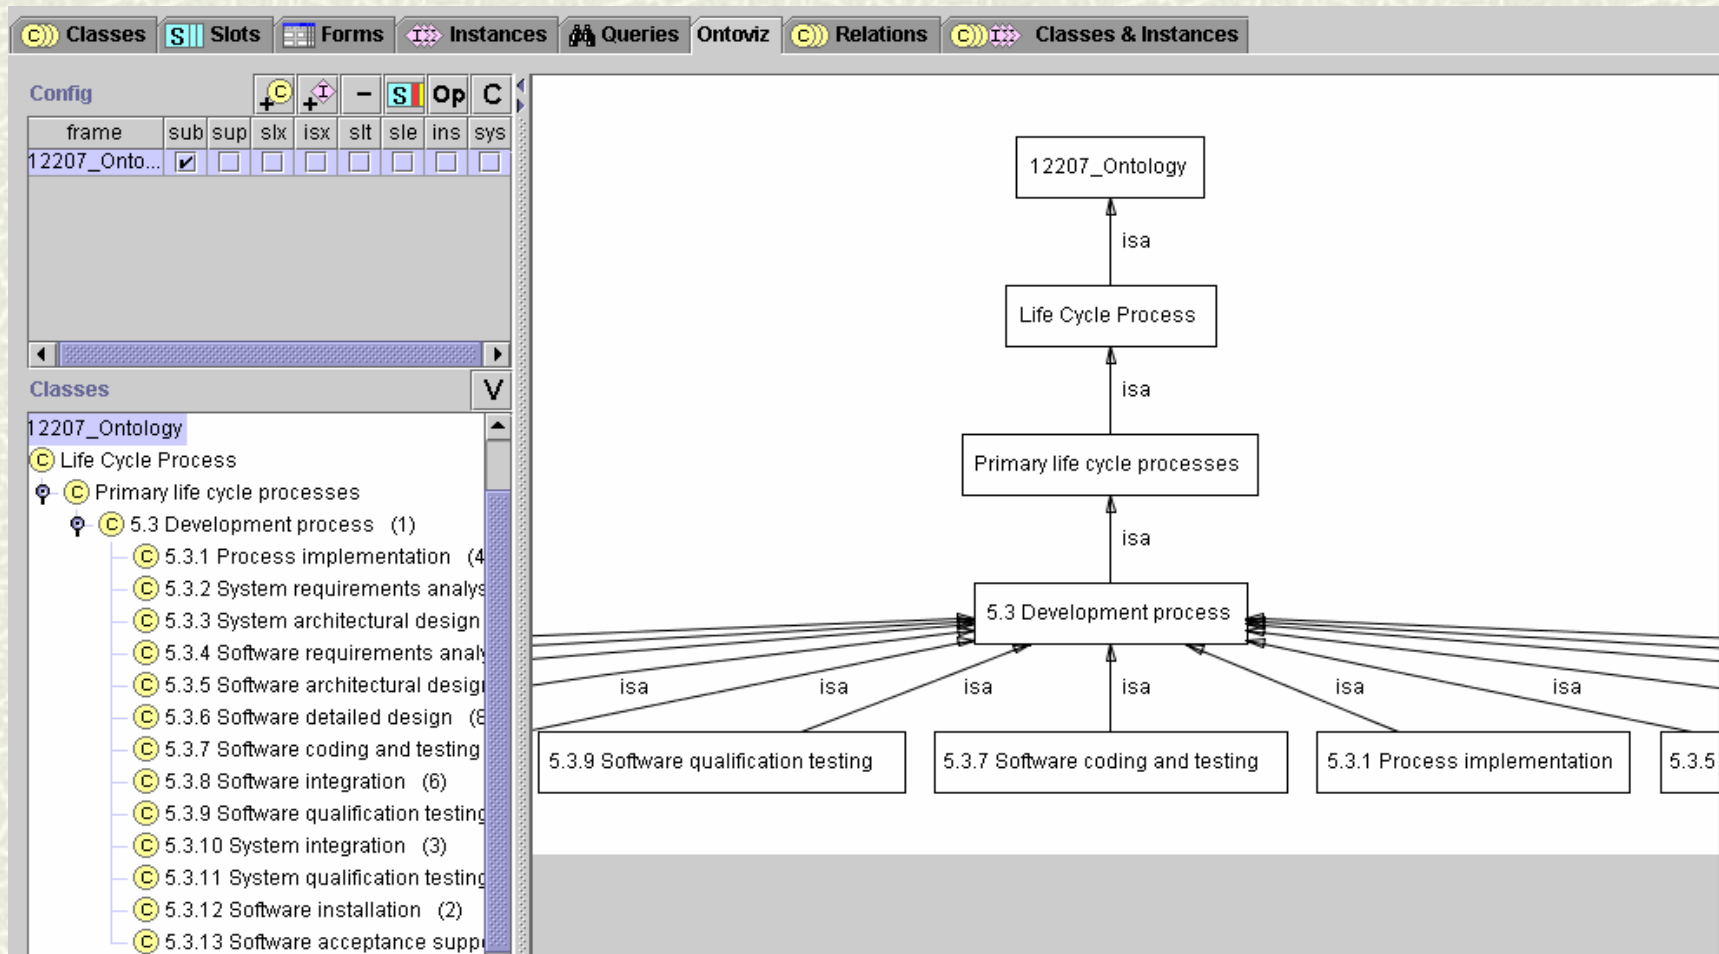 C Classes S Slots Forms I Instances Queries Ontoviz C Relations C I Classes & Instances
Config +C +I − S Op C
frame sub sup slx isx slt sle ins sys
12207_Onto...
Classes V
12207_Ontology
C Life Cycle Process
C Primary life cycle processes
C 5.3 Development process (1)
C 5.3.1 Process implementation (4
C 5.3.2 System requirements analys
C 5.3.3 System architectural design
C 5.3.4 Software requirements analy
C 5.3.5 Software architectural desig
C 5.3.6 Software detailed design (8
C 5.3.7 Software coding and testing
C 5.3.8 Software integration (6)
C 5.3.9 Software qualification testing
C 5.3.10 System integration (3)
C 5.3.11 System qualification testing
C 5.3.12 Software installation (2)
C 5.3.13 Software acceptance supp
12207_Ontology
isa
Life Cycle Process
isa
Primary life cycle processes
isa
5.3 Development process
isa isa isa isa isa isa
5.3.9 Software qualification testing 5.3.7 Software coding and testing 5.3.1 Process implementation 5.3.5